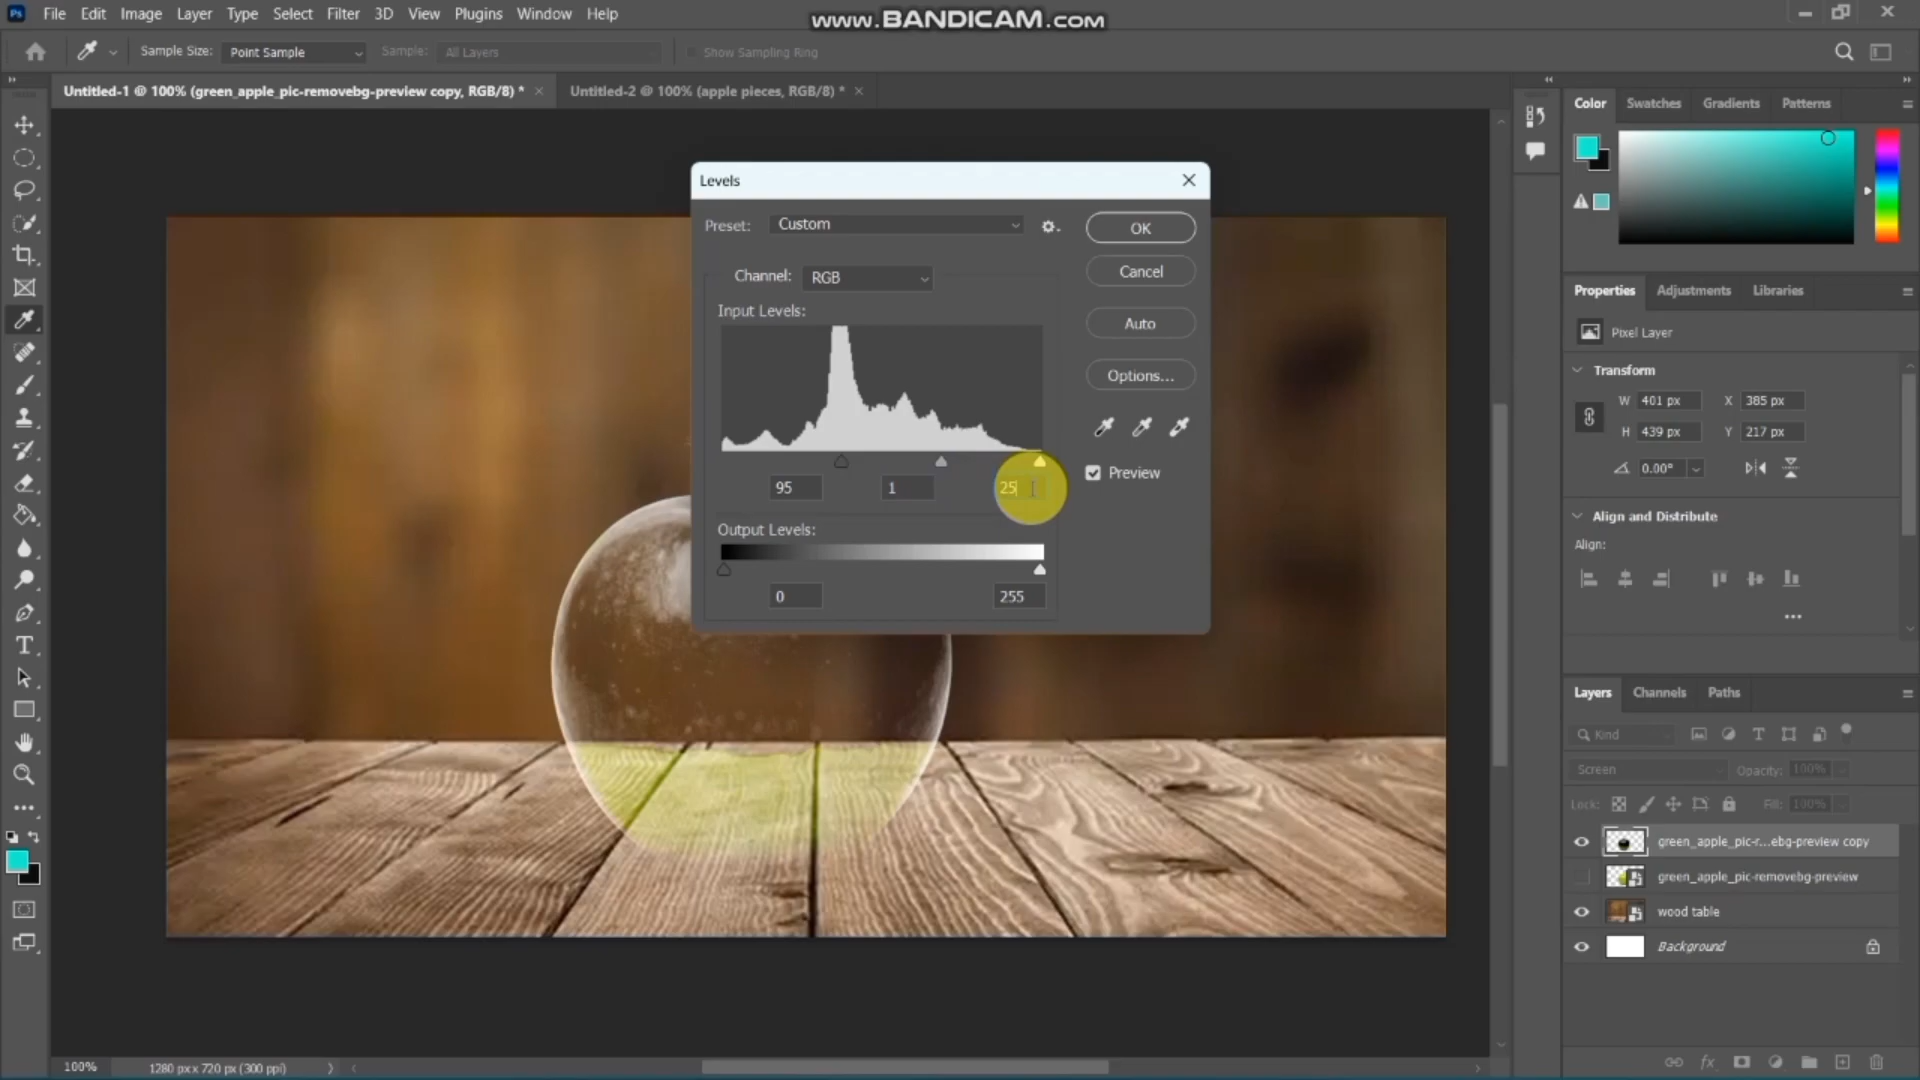 Ps File Edit Image Layer Type Select Filter 3D View Plugins Window Help
www.BANDICAM.com
Sample Size: Point Sample Sample: All Layers Show Sampling Ring
Untitled-1 @ 100% (green_apple_pic-removebg-preview copy, RGB/8) *
Untitled-2 @ 100% (apple pieces, RGB/8) *
Color Swatches Gradients Patterns
Levels
Preset: Custom
OK
Channel: RGB
Cancel
Input Levels:
Auto
Options...
Preview
95 1 25
Output Levels:
0 255
Properties Adjustments Libraries
Pixel Layer
Transform
W 401 px X 385 px
H 439 px Y 217 px
0.00°
Align and Distribute
Align:
Layers Channels Paths
Kind
Screen Opacity: 100%
Lock: Fill: 100%
green_apple_pic-r...ebg-preview copy
green_apple_pic-removebg-preview
wood table
Background
fx
100% 1280 px x 720 px (300 ppi)